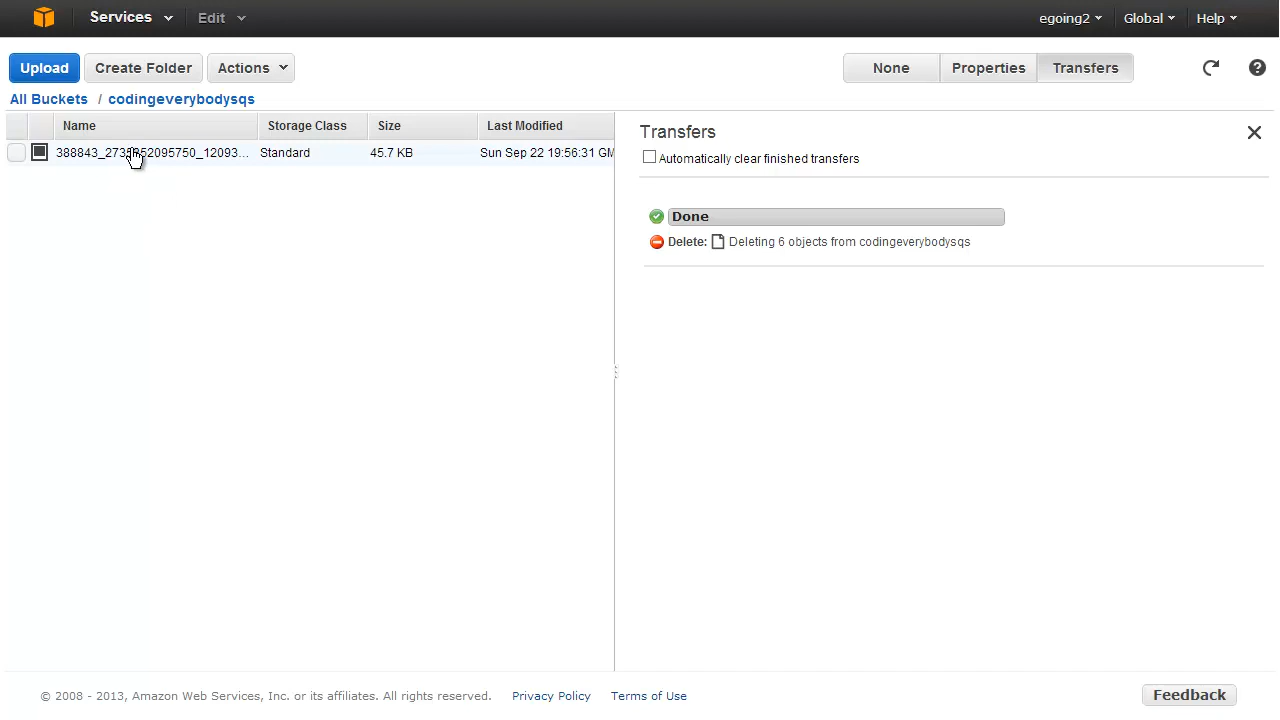 Services Edit egoing2 Global Help
Upload Create Folder Actions None Properties Transfers
All Buckets / codingeverybodysqs
Name Storage Class Size Last Modified
Standard 45.7 KB Sun Sep 22 19:56:31 GM
Transfers
Automatically clear finished transfers
Done
Delete: Deleting 6 objects from codingeverybodysqs
© 2008 - 2013, Amazon Web Services, Inc. or its affiliates. All rights reserved. Privacy Policy Terms of Use Feedback